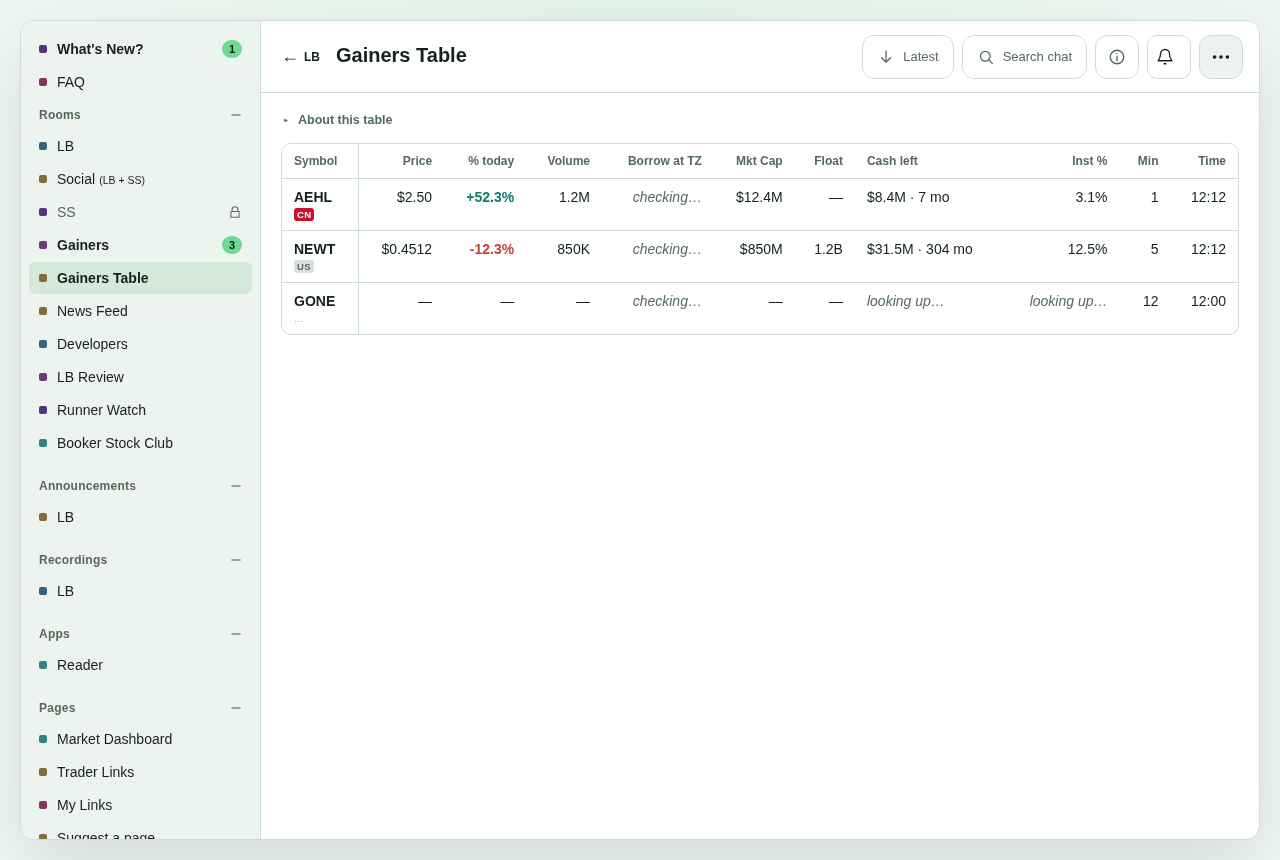 What's New? 1
FAQ
Rooms
LB
Social (LB + SS)
SS
Gainers 3
Gainers Table
News Feed
Developers
LB Review
Runner Watch
Booker Stock Club
Announcements
LB
Recordings
LB
Apps
Reader
Pages
Market Dashboard
Trader Links
My Links
Suggest a page
← LB Gainers Table
Latest
Search chat
About this table
Symbol Price % today Volume Borrow at TZ Mkt Cap Float Cash left Inst % Min Time
AEHL $2.50 +52.3% 1.2M checking… $12.4M — $8.4M · 7 mo 3.1% 1 12:12
CN
NEWT $0.4512 -12.3% 850K checking… $850M 1.2B $31.5M · 304 mo 12.5% 5 12:12
US
GONE — — — checking… — — looking up… looking up… 12 12:00
…